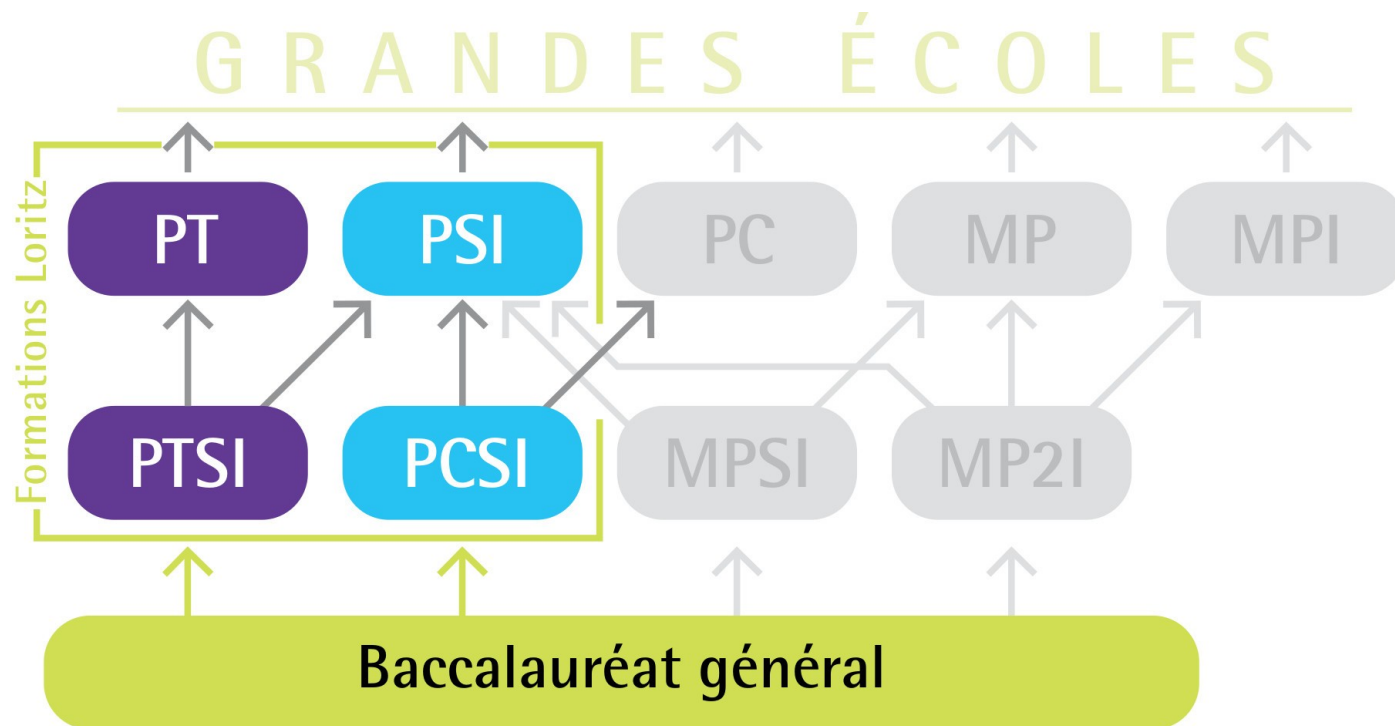 GRANDES ÉCOLES
Formations Loritz
PT
PSI
PC
MP
MPI
PTSI
PCSI
MPSI
MP2I
Baccalauréat général